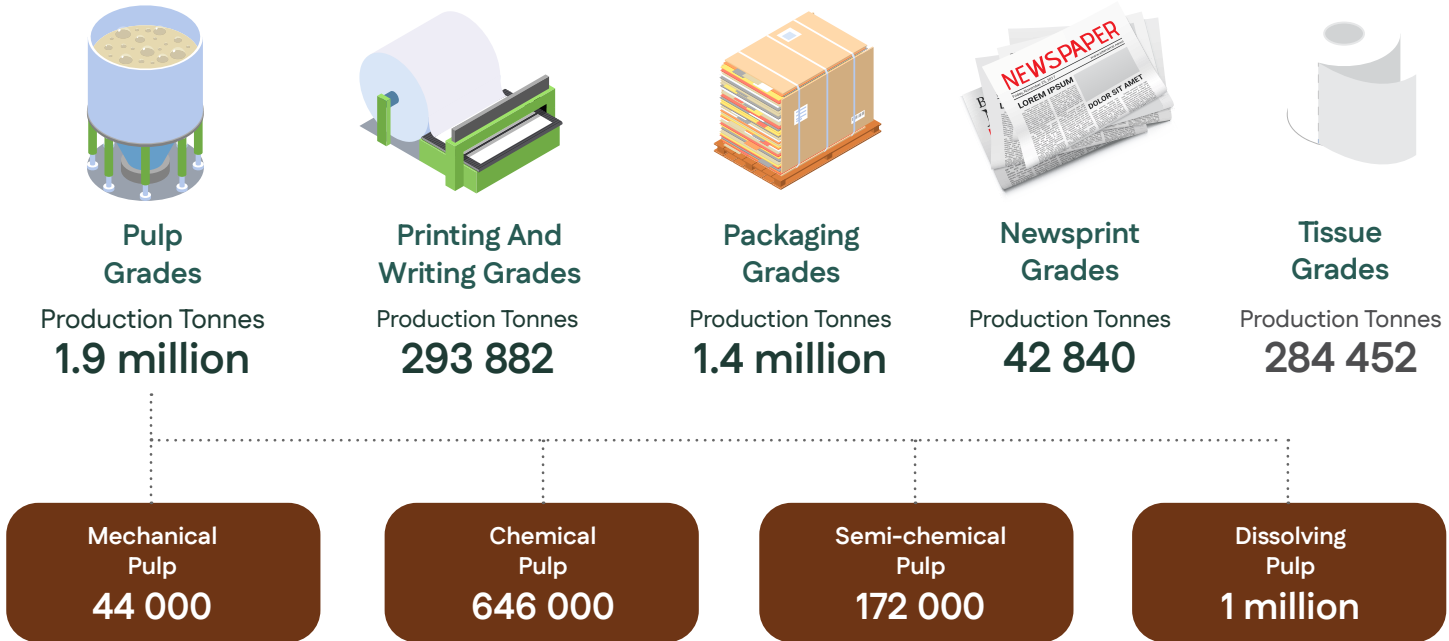 NEWSPAPER
LOREM IPSUM
DOLOR SIT AMET
Pulp
Grades
Production Tonnes
1.9 million
Printing And
Writing Grades
Production Tonnes
293 882
Packaging
Grades
Production Tonnes
1.4 million
Newsprint
Grades
Production Tonnes
42 840
Tissue
Grades
Production Tonnes
284 452
Mechanical
Pulp
44 000
Chemical
Pulp
646 000
Semi-chemical
Pulp
172 000
Dissolving
Pulp
1 million